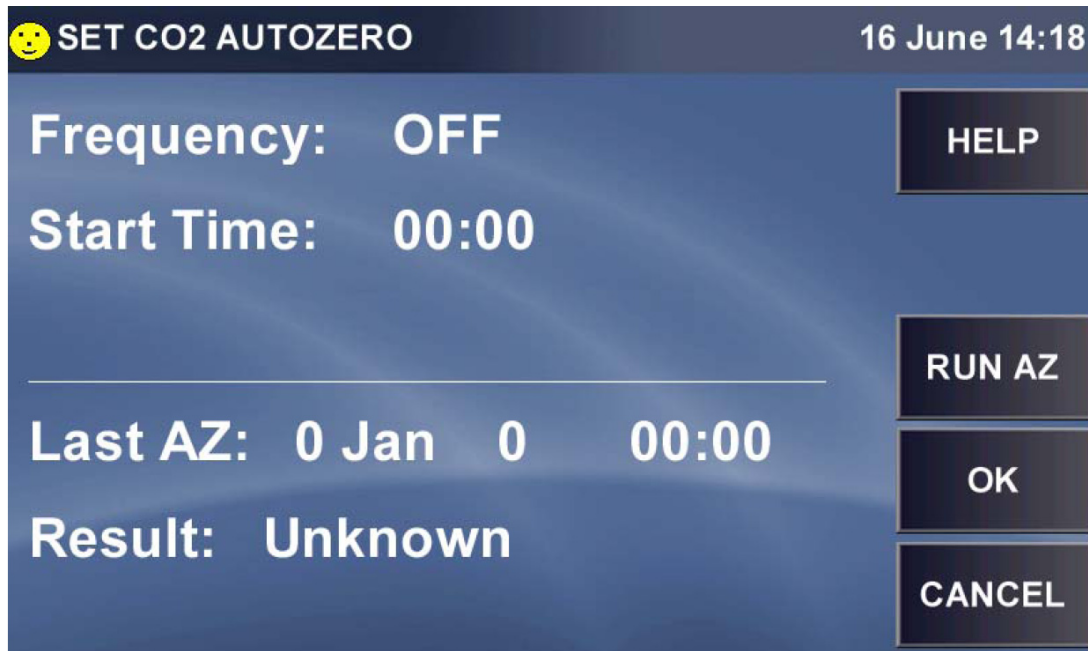 SET CO2 AUTOZERO 16 June 14:18
Frequency: OFF
HELP
Start Time: 00:00
RUN AZ
Last AZ: 0 Jan 0 00:00
OK
Result: Unknown
CANCEL